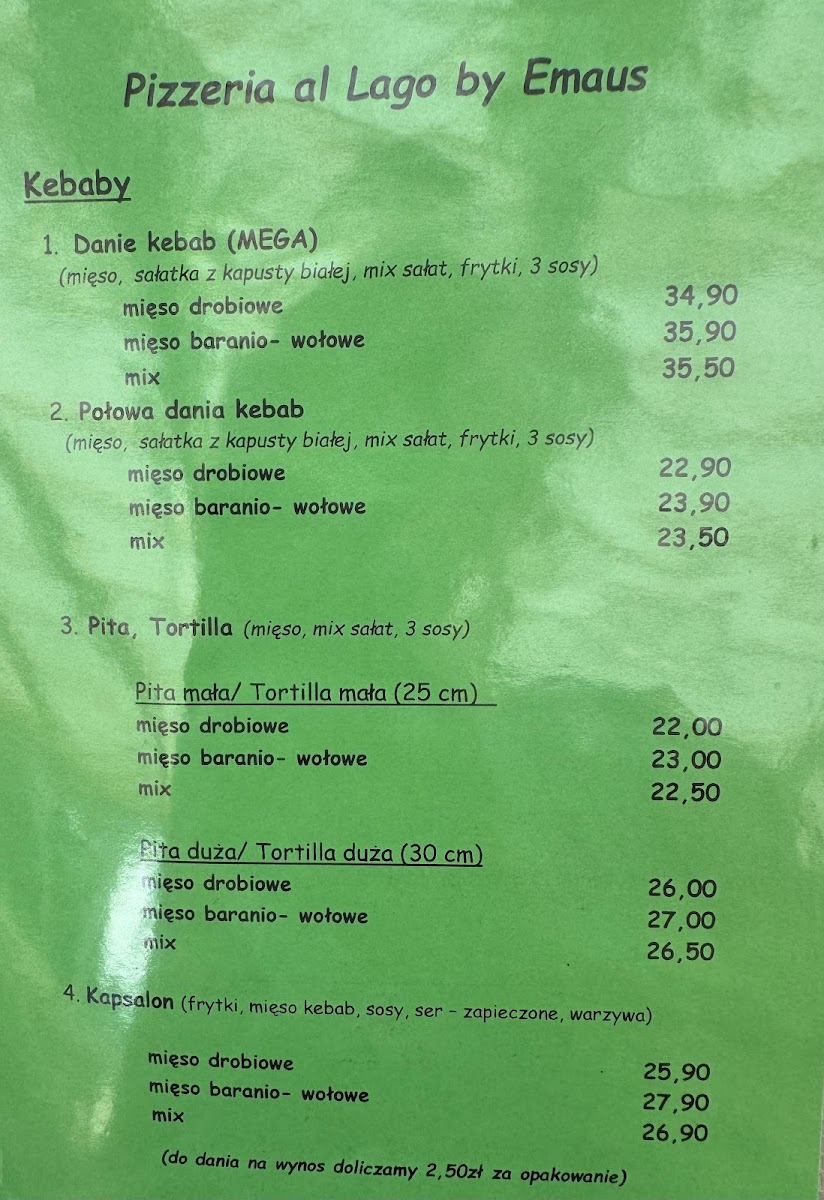 Pizzeria al Lago by Emaus
Kebaby
1. Danie kebab (MEGA)
(mięso, sałatka z kapusty białej, mix sałat, frytki, 3 sosy)
mięso drobiowe 34,90
mięso baranio- wołowe 35,90
mix 35,50
2. Połowa dania kebab
(mięso, sałatka z kapusty białej, mix sałat, frytki, 3 sosy)
mięso drobiowe 22,90
mięso baranio- wołowe 23,90
mix 23,50
3. Pita, Tortilla (mięso, mix sałat, 3 sosy)
Pita mała/ Tortilla mała (25 cm)
mięso drobiowe 22,00
mięso baranio- wołowe 23,00
mix 22,50
Pita duża/ Tortilla duża (30 cm)
mięso drobiowe 26,00
mięso baranio- wołowe 27,00
mix 26,50
4. Kapsalon (frytki, mięso kebab, sosy, ser - zapieczone, warzywa)
mięso drobiowe 25,90
mięso baranio- wołowe 27,90
mix 26,90
(do dania na wynos doliczamy 2,50zł za opakowanie)